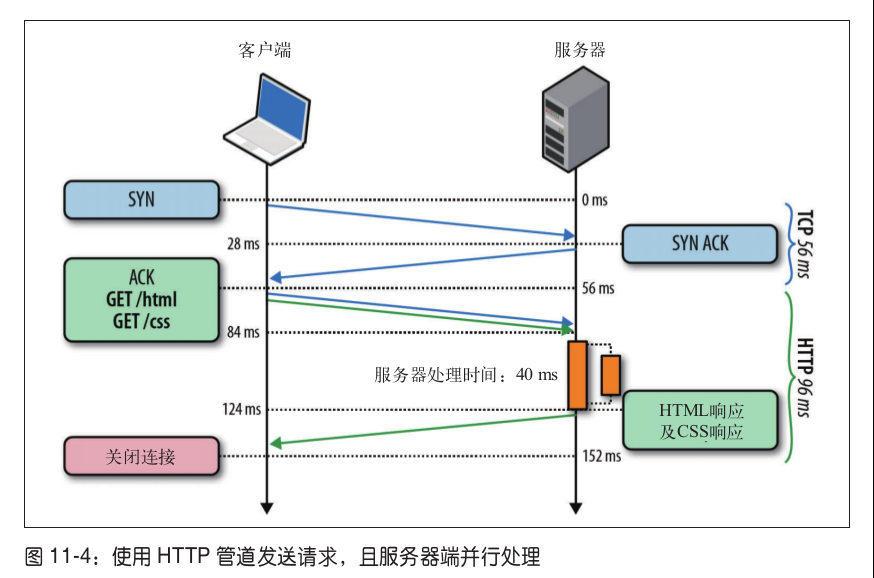 客户端
服务器
SYN
0 ms
28 ms
SYN ACK
TCP 56 ms
ACK
GET /html
GET /css
56 ms
84 ms
HTTP 96 ms
服务器处理时间：40 ms
124 ms
HTML响应
及CSS响应
关闭连接
152 ms
图 11-4：使用 HTTP 管道发送请求，且服务器端并行处理